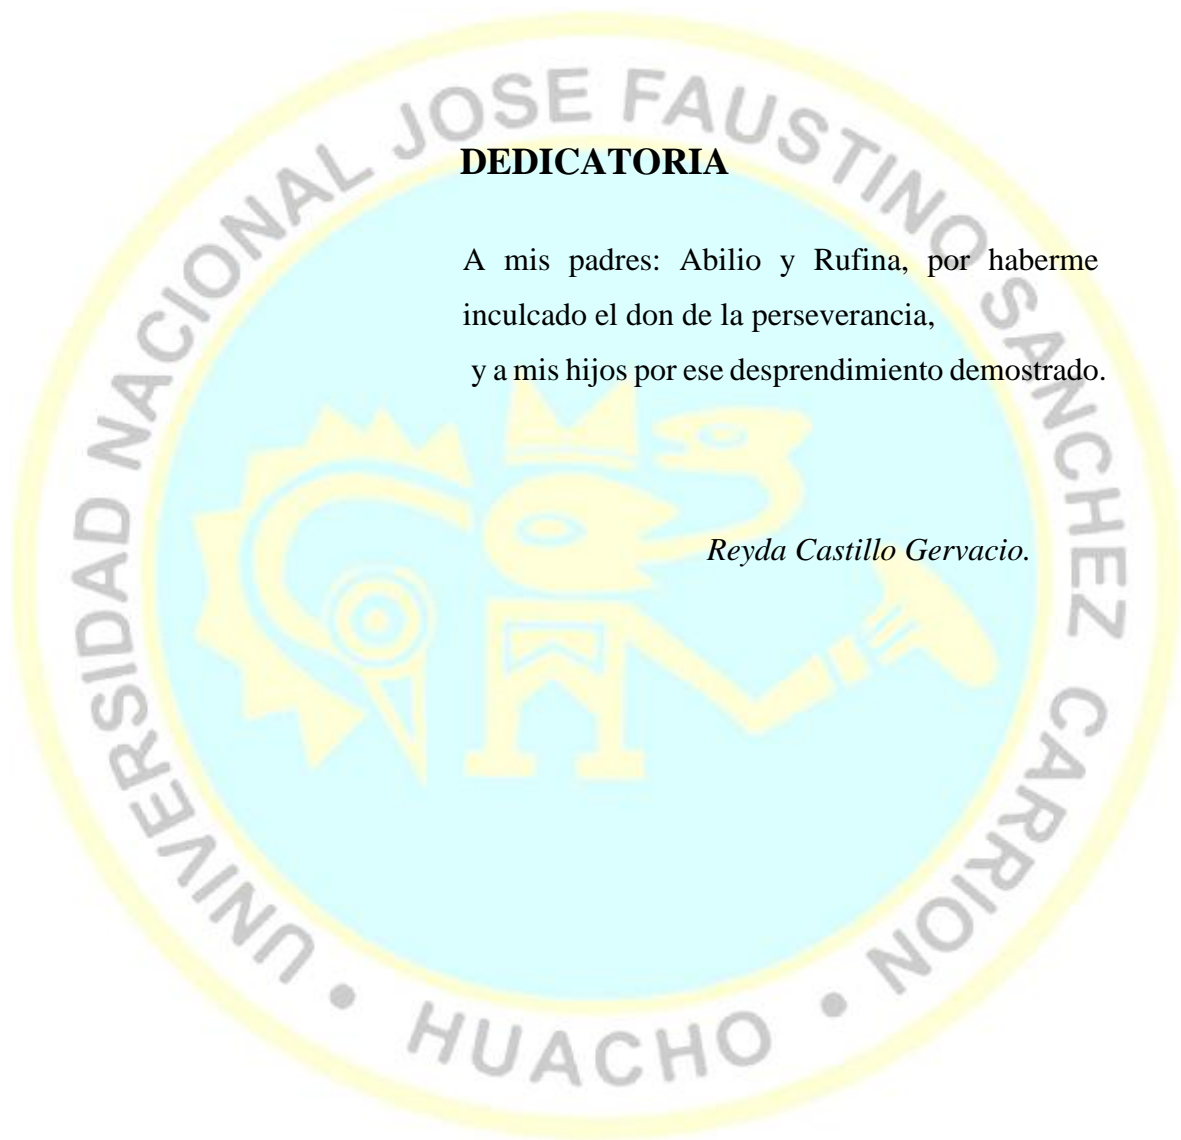 UNIVERSIDAD NACIONAL JOSE FAUSTINO SANCHEZ CARRION • HUACHO •
DEDICATORIA
A mis padres: Abilio y Rufina, por haberme
inculcado el don de la perseverancia,
y a mis hijos por ese desprendimiento demostrado.
Reyda Castillo Gervacio.